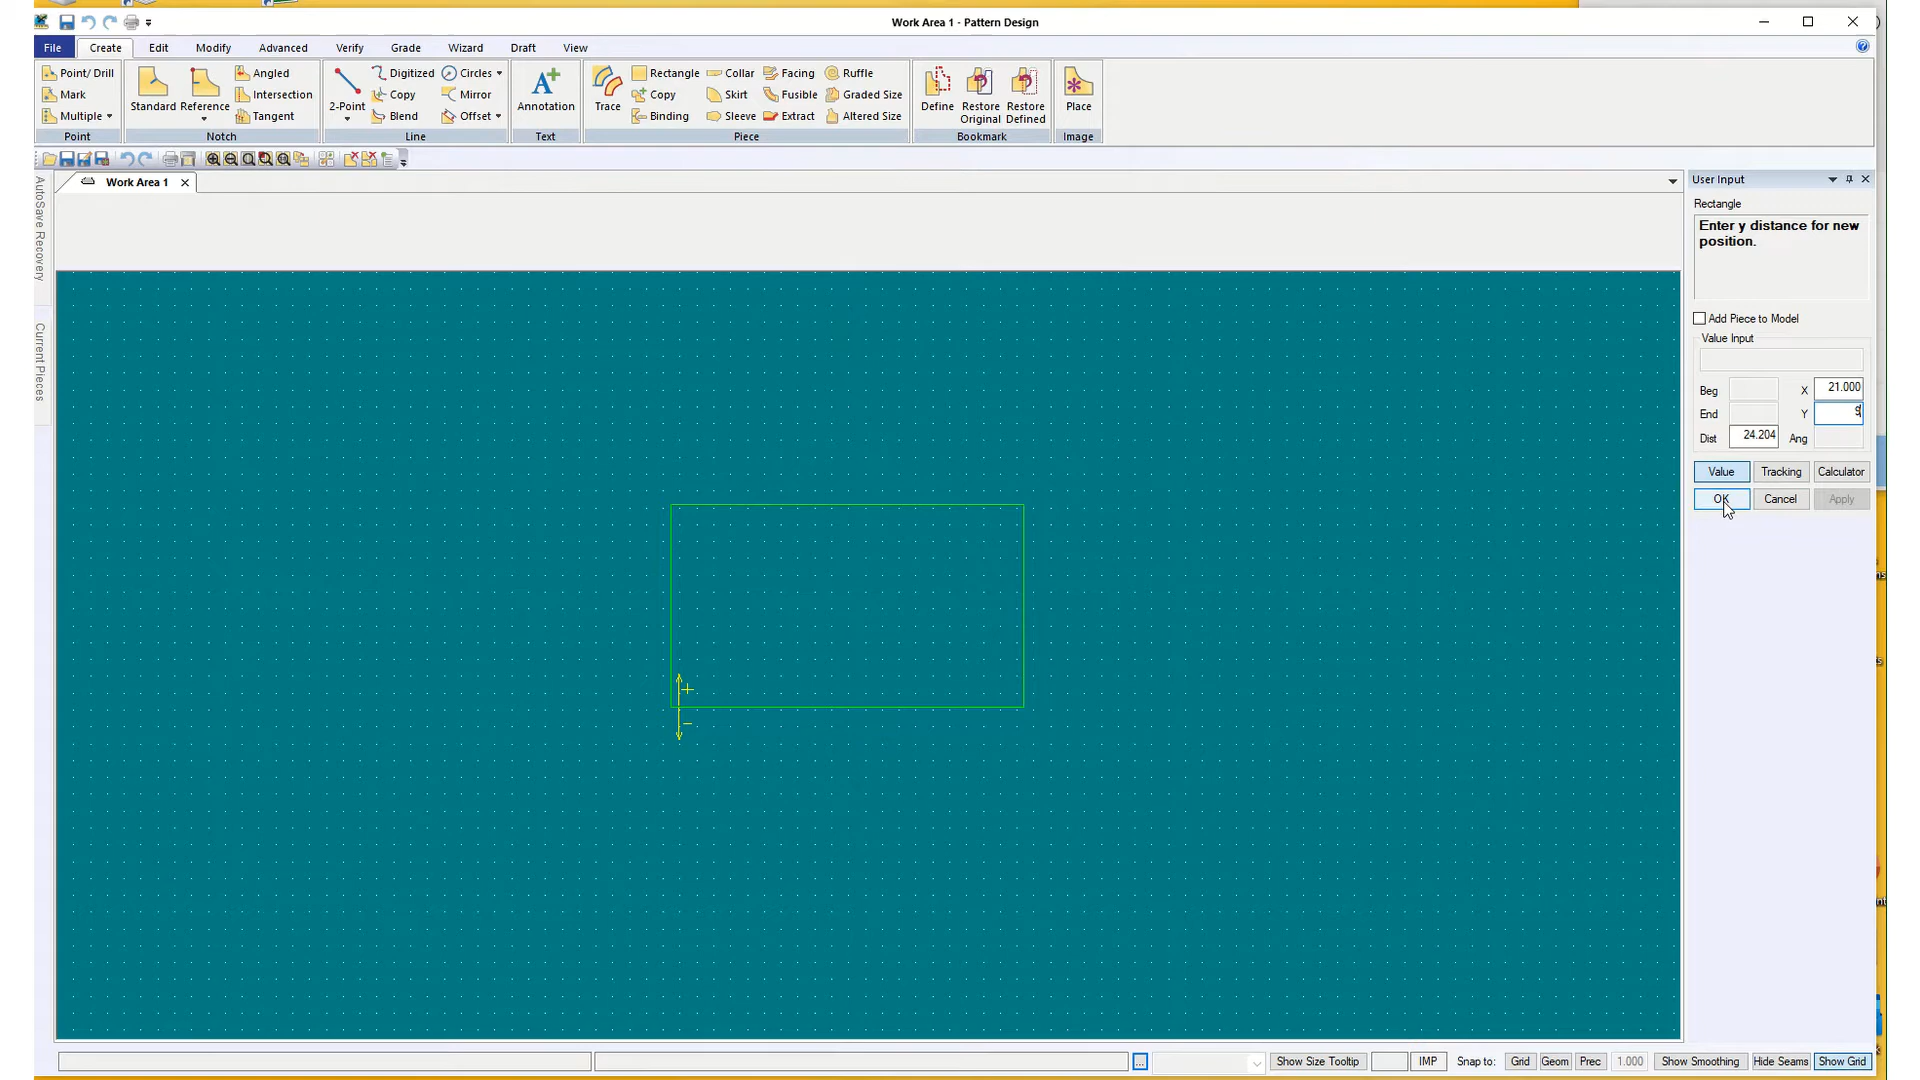 Work Area 1 - Pattern Design
File Create Edit Modify Advanced Verify Grade Wizard Draft View
Point/ Drill Angled Digitized Circles Rectangle Collar Facing Ruffle
Mark Intersection Copy Mirror Copy Skirt Fusible Graded Size
Multiple Tangent Blend Offset Binding Sleeve Extract Altered Size
Standard Reference 2-Point Annotation Trace Define Restore Original Restore Defined Place
Point Notch Line Text Piece Bookmark Image
Work Area 1
AutoSave Recovery
Current Pieces
User Input
Rectangle
Enter y distance for new
position.
Add Piece to Model
Value Input
Beg X 21.000
End Y 9
Dist 24.204 Ang
Value Tracking Calculator
OK Cancel Apply
+
−
... Show Size Tooltip IMP Snap to: Grid Geom Prec 1.000 Show Smoothing Hide Seams Show Grid